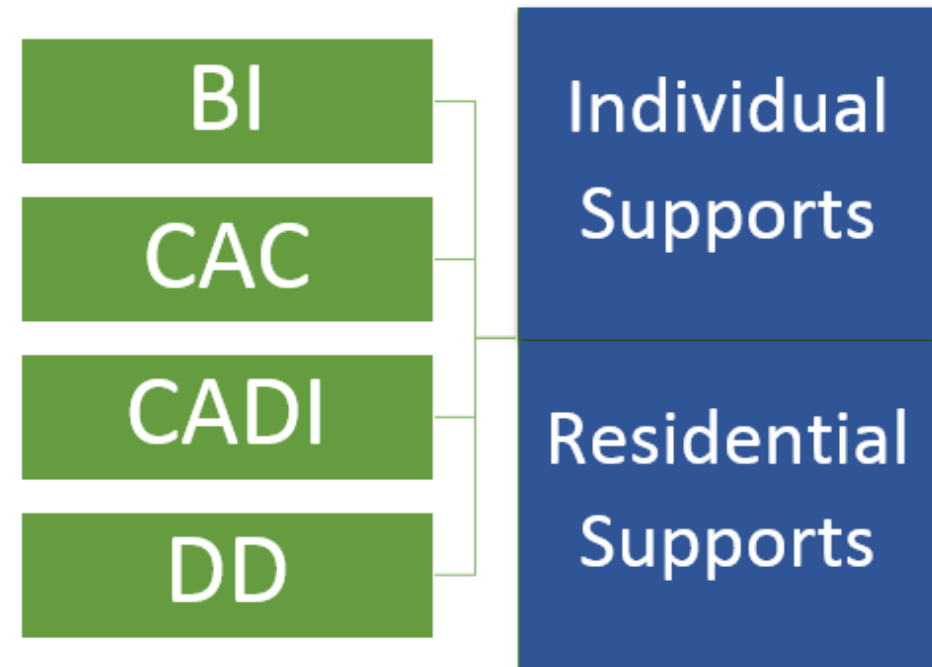 BI
CAC
CADI
DD
Individual
Supports
Residential
Supports